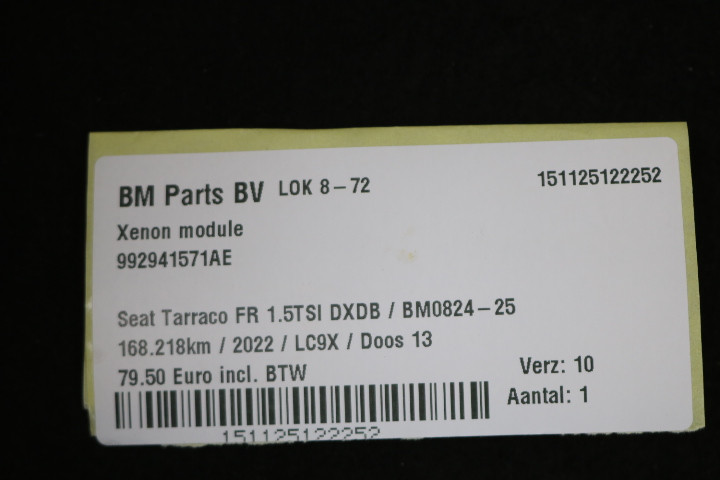 BM Parts BV LOK 8-72 151125122252
Xenon module
992941571AE
Seat Tarraco FR 1.5TSI DXDB / BM0824-25
168.218km / 2022 / LC9X / Doos 13
79.50 Euro incl. BTW Verz: 10
Aantal: 1
151125122252